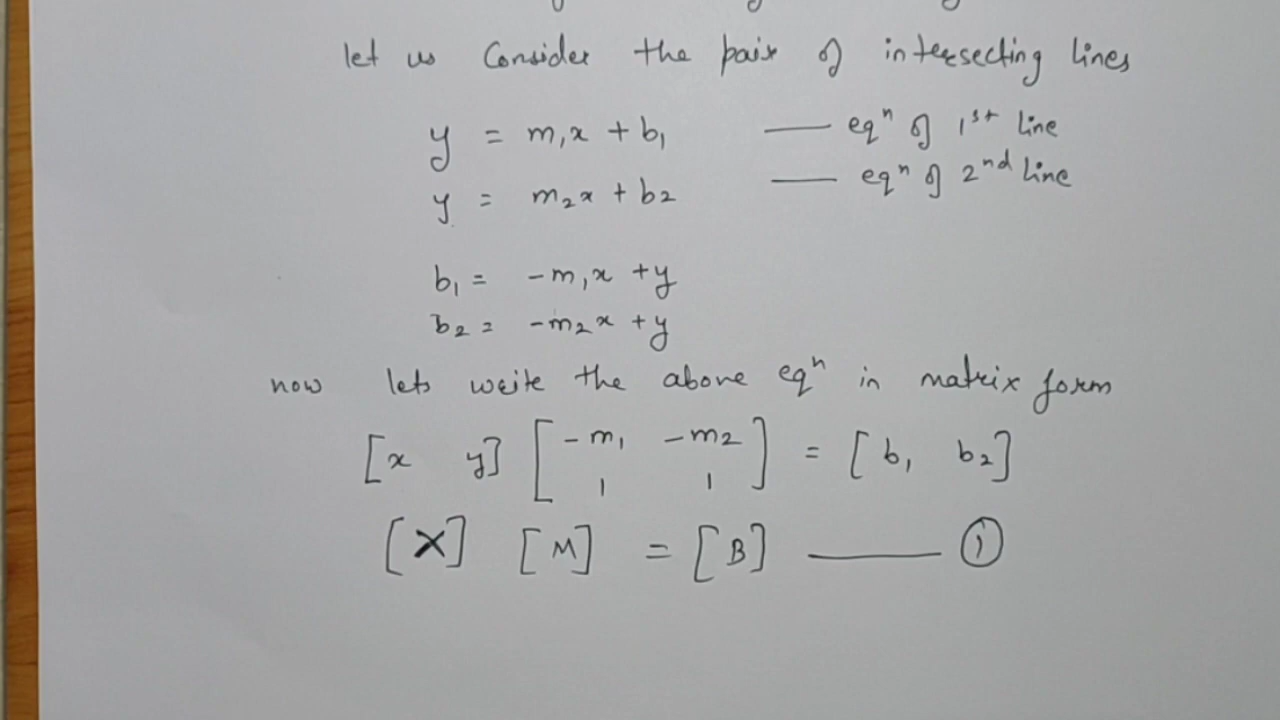 let us Consider the pair of intersecting lines
y = m₁x + b₁ — eqⁿ of 1ˢᵗ line
y = m₂x + b₂ — eqⁿ of 2ⁿᵈ line
b₁ = -m₁x + y
b₂ = -m₂x + y
now lets write the above eqⁿ in matrix form
[x y] [-m₁ -m₂] = [b₁ b₂]
1 1
[X] [M] = [B] — ①